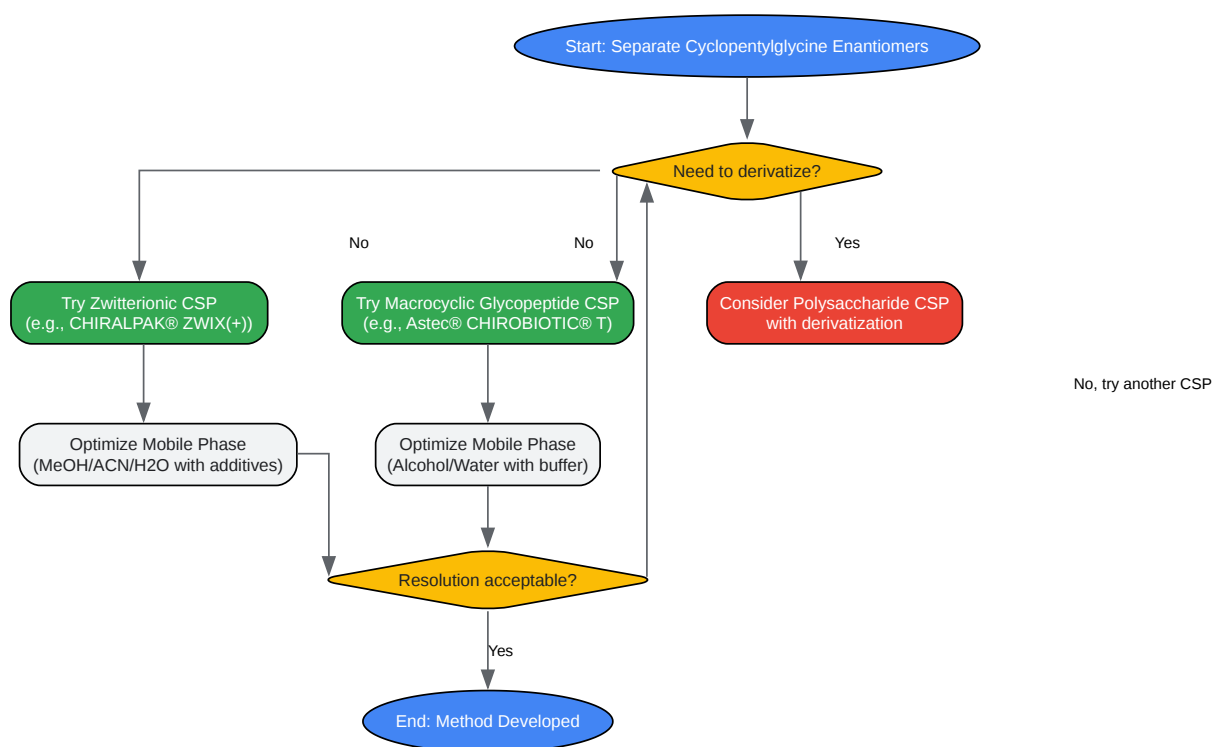 Start: Separate Cyclopentylglycine Enantiomers
Need to derivatize?
No
No
Yes
Try Zwitterionic CSP
(e.g., CHIRALPAK® ZWIX(+))
Try Macrocyclic Glycopeptide CSP
(e.g., Astec® CHIROBIOTIC® T)
Consider Polysaccharide CSP
with derivatization
No, try another CSP
Optimize Mobile Phase
(MeOH/ACN/H2O with additives)
Optimize Mobile Phase
(Alcohol/Water with buffer)
Resolution acceptable?
Yes
End: Method Developed